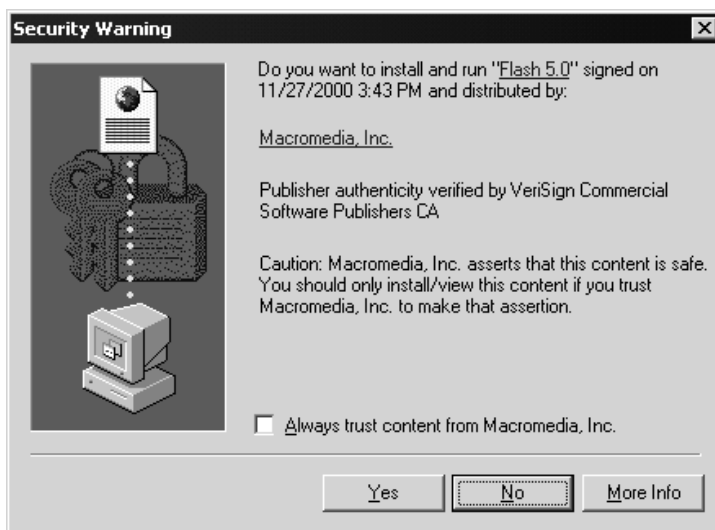 Security Warning
Do you want to install and run "Flash 5.0" signed on
11/27/2000 3:43 PM and distributed by:
Macromedia, Inc.
Publisher authenticity verified by VeriSign Commercial
Software Publishers CA
Caution: Macromedia, Inc. asserts that this content is safe.
You should only install/view this content if you trust
Macromedia, Inc. to make that assertion.
Always trust content from Macromedia, Inc.
Yes No More Info